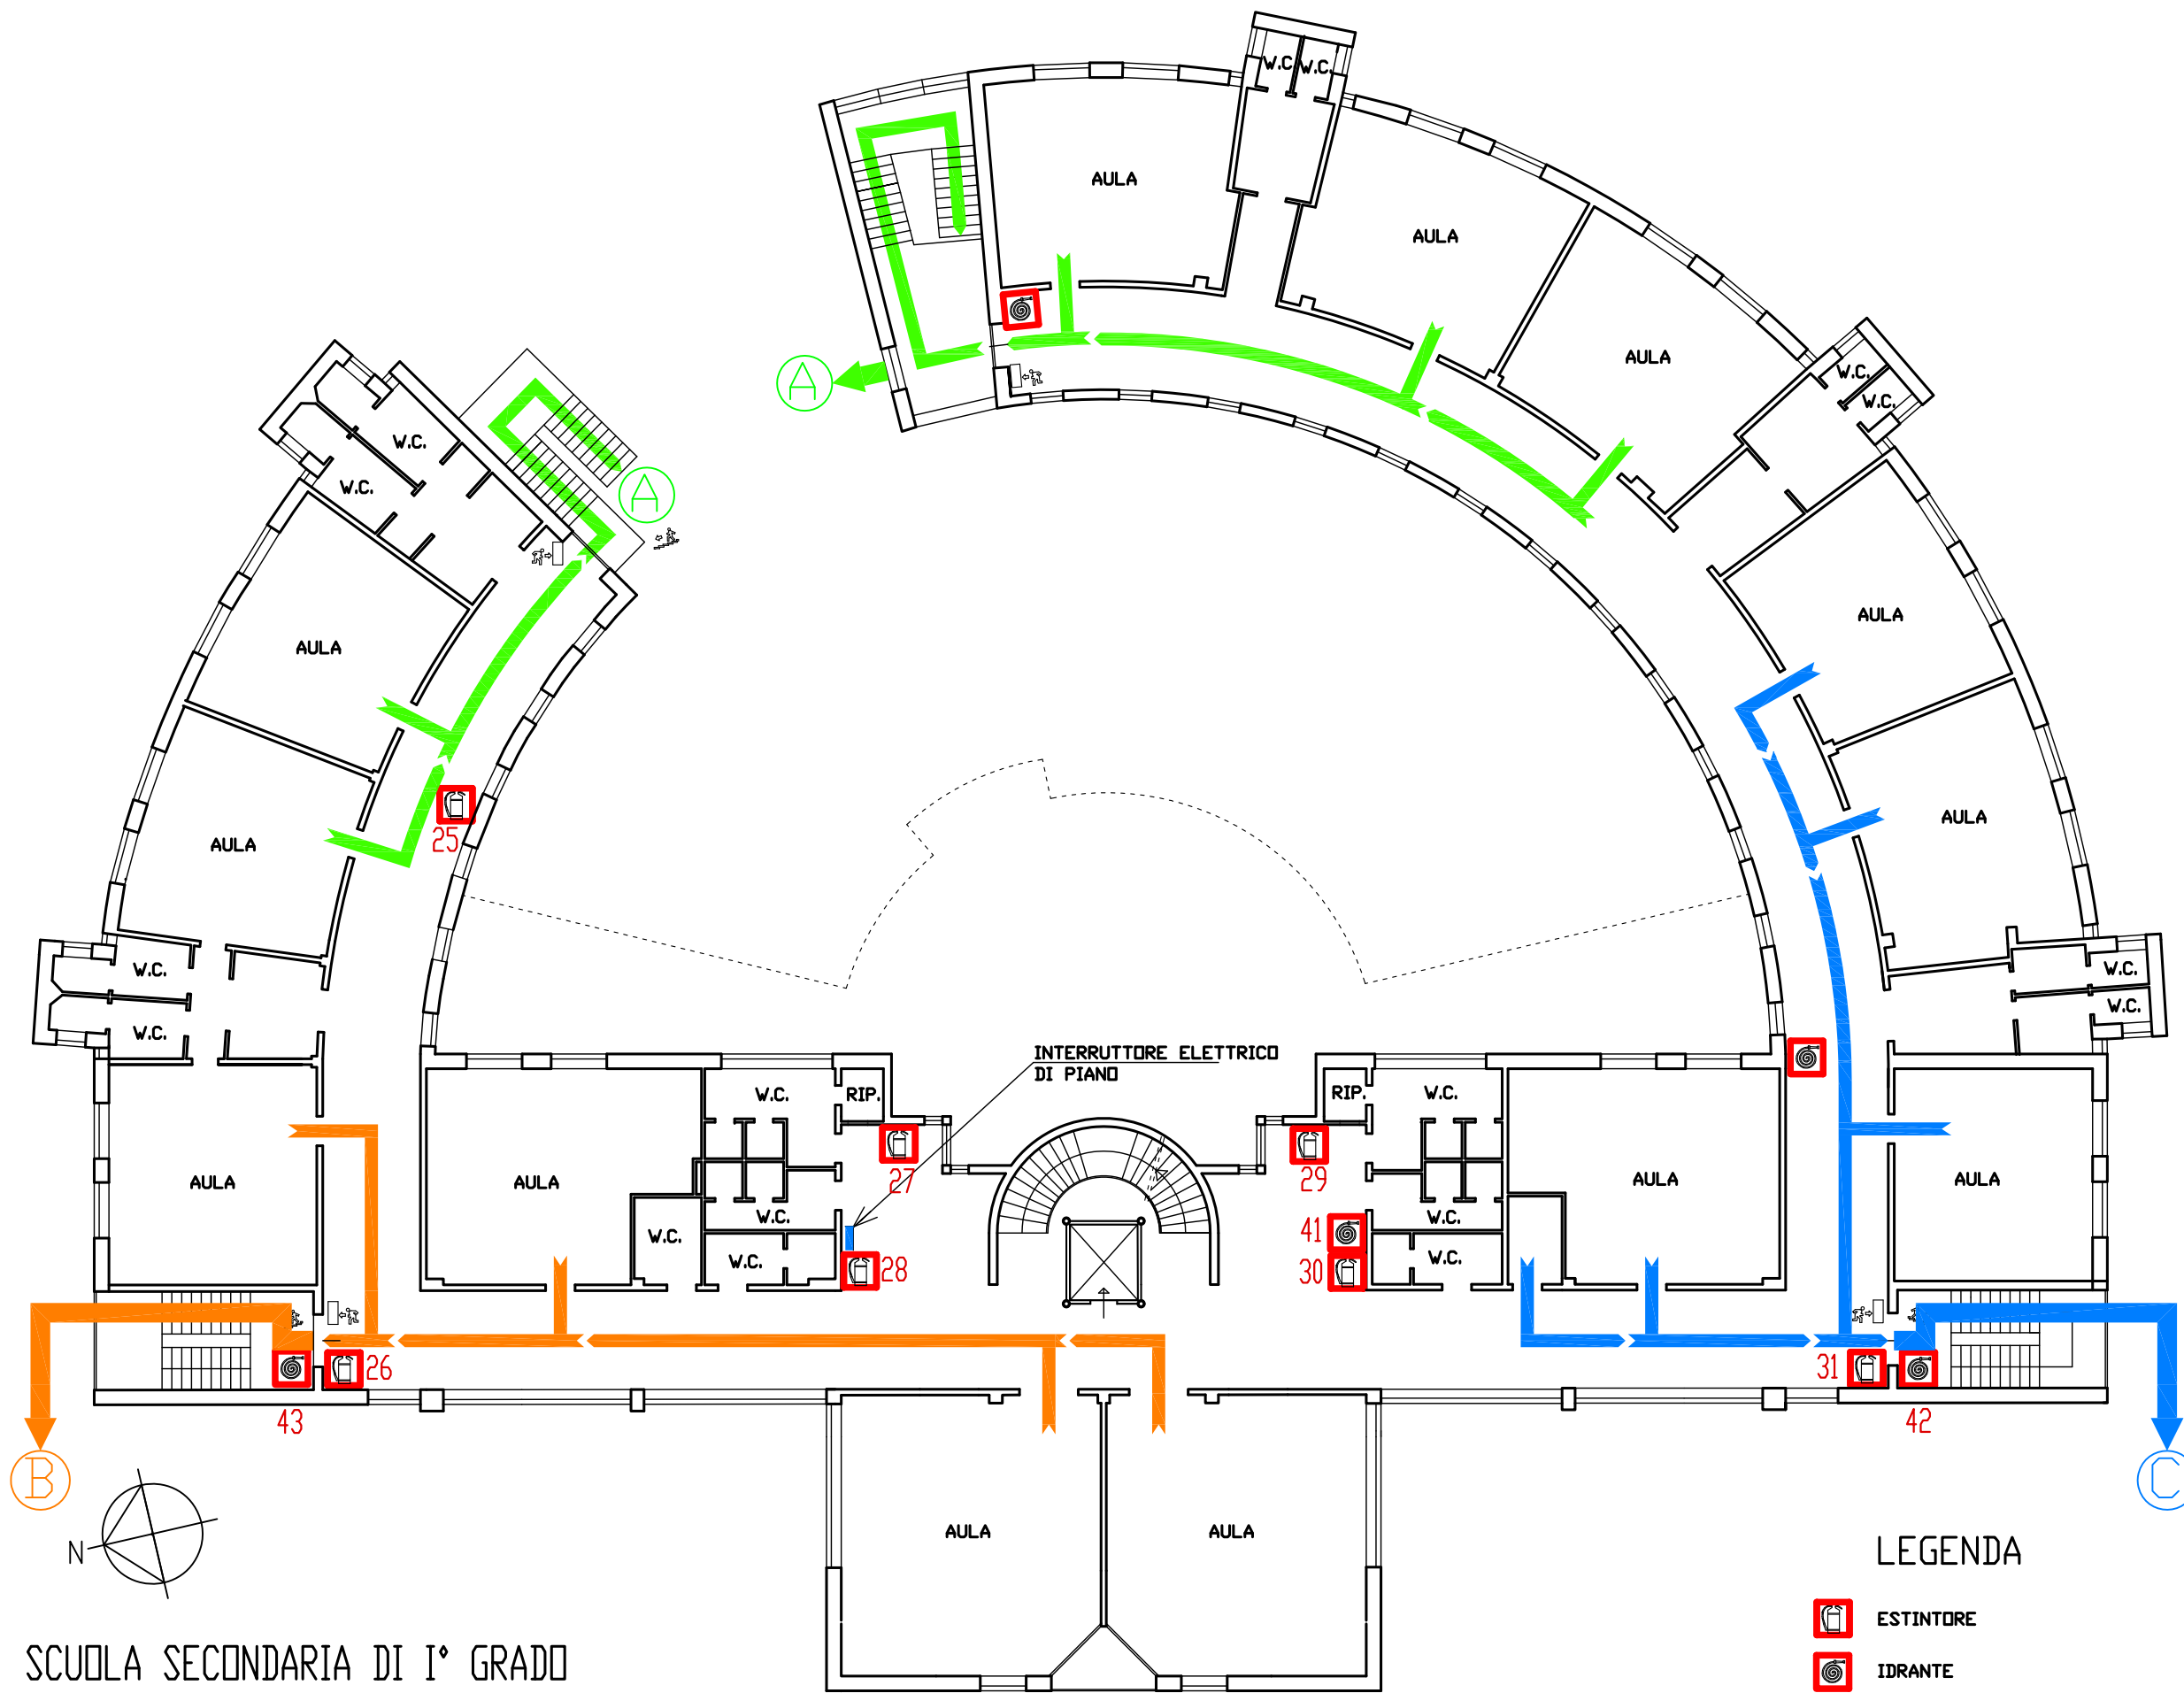 W.C. W.C.
AULA
AULA
AULA
W.C.
W.C.
A
W.C.
W.C.
A
AULA
AULA
AULA
AULA
25
W.C.
W.C.
W.C.
W.C.
INTERRUTTORE ELETTRICO
DI PIANO
W.C.
RIP.
RIP.
W.C.
27
29
AULA
AULA
AULA
AULA
W.C.
W.C.
W.C.
W.C.
W.C.
41
28
30
26
31
43
42
B
C
AULA
AULA
N
LEGENDA
ESTINTORE
IDRANTE
SCUOLA SECONDARIA DI I° GRADO